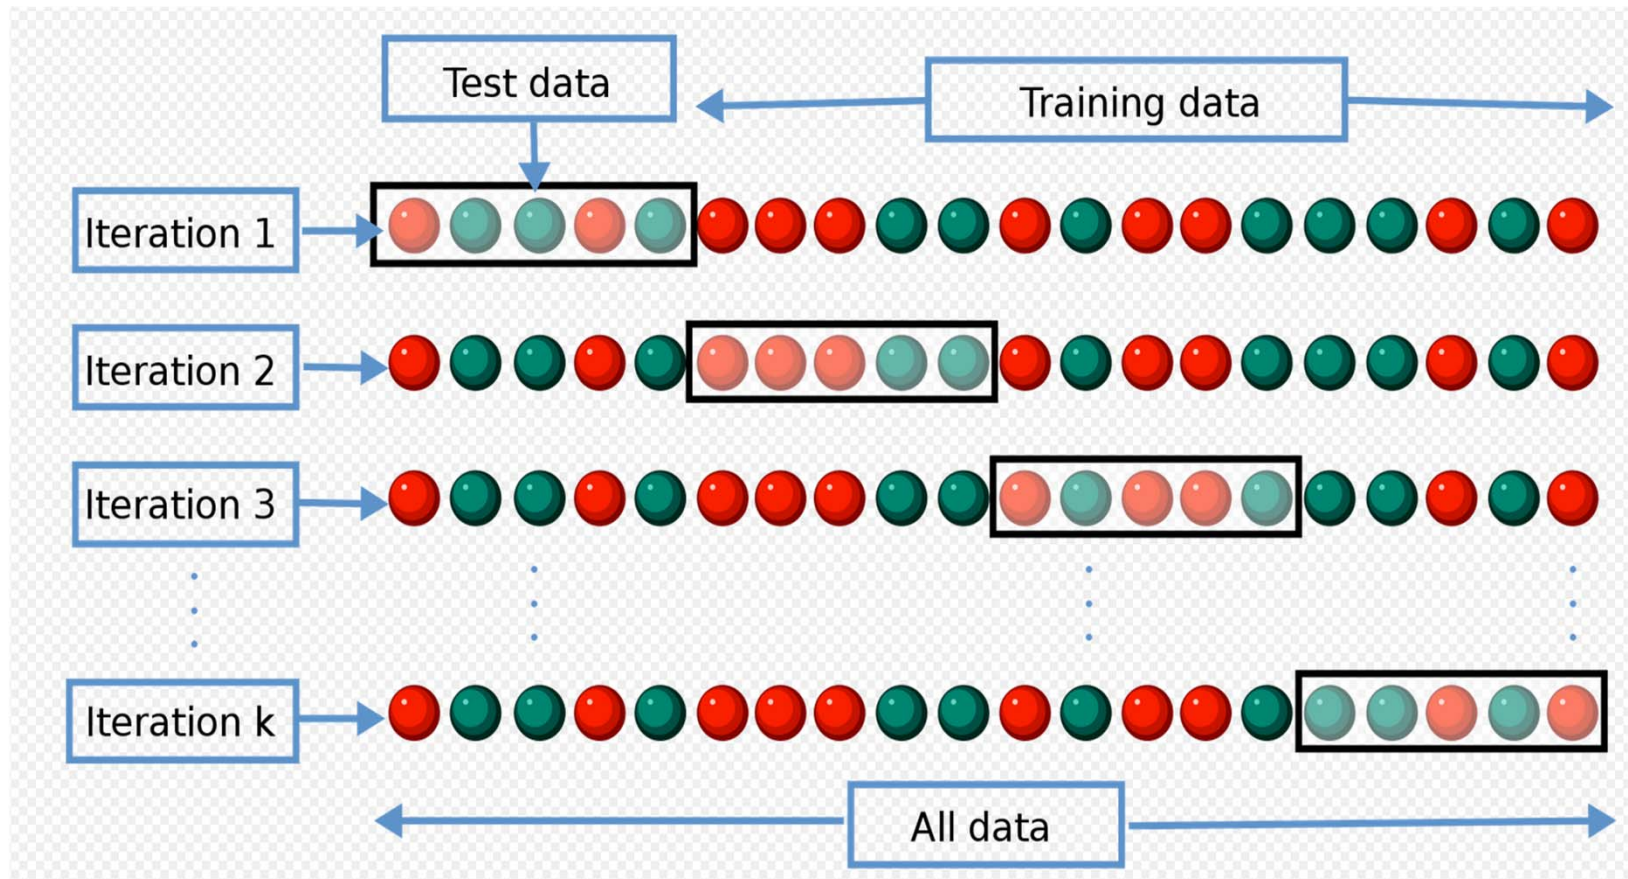 Test data
Training data
Iteration 1
Iteration 2
Iteration 3
Iteration k
All data